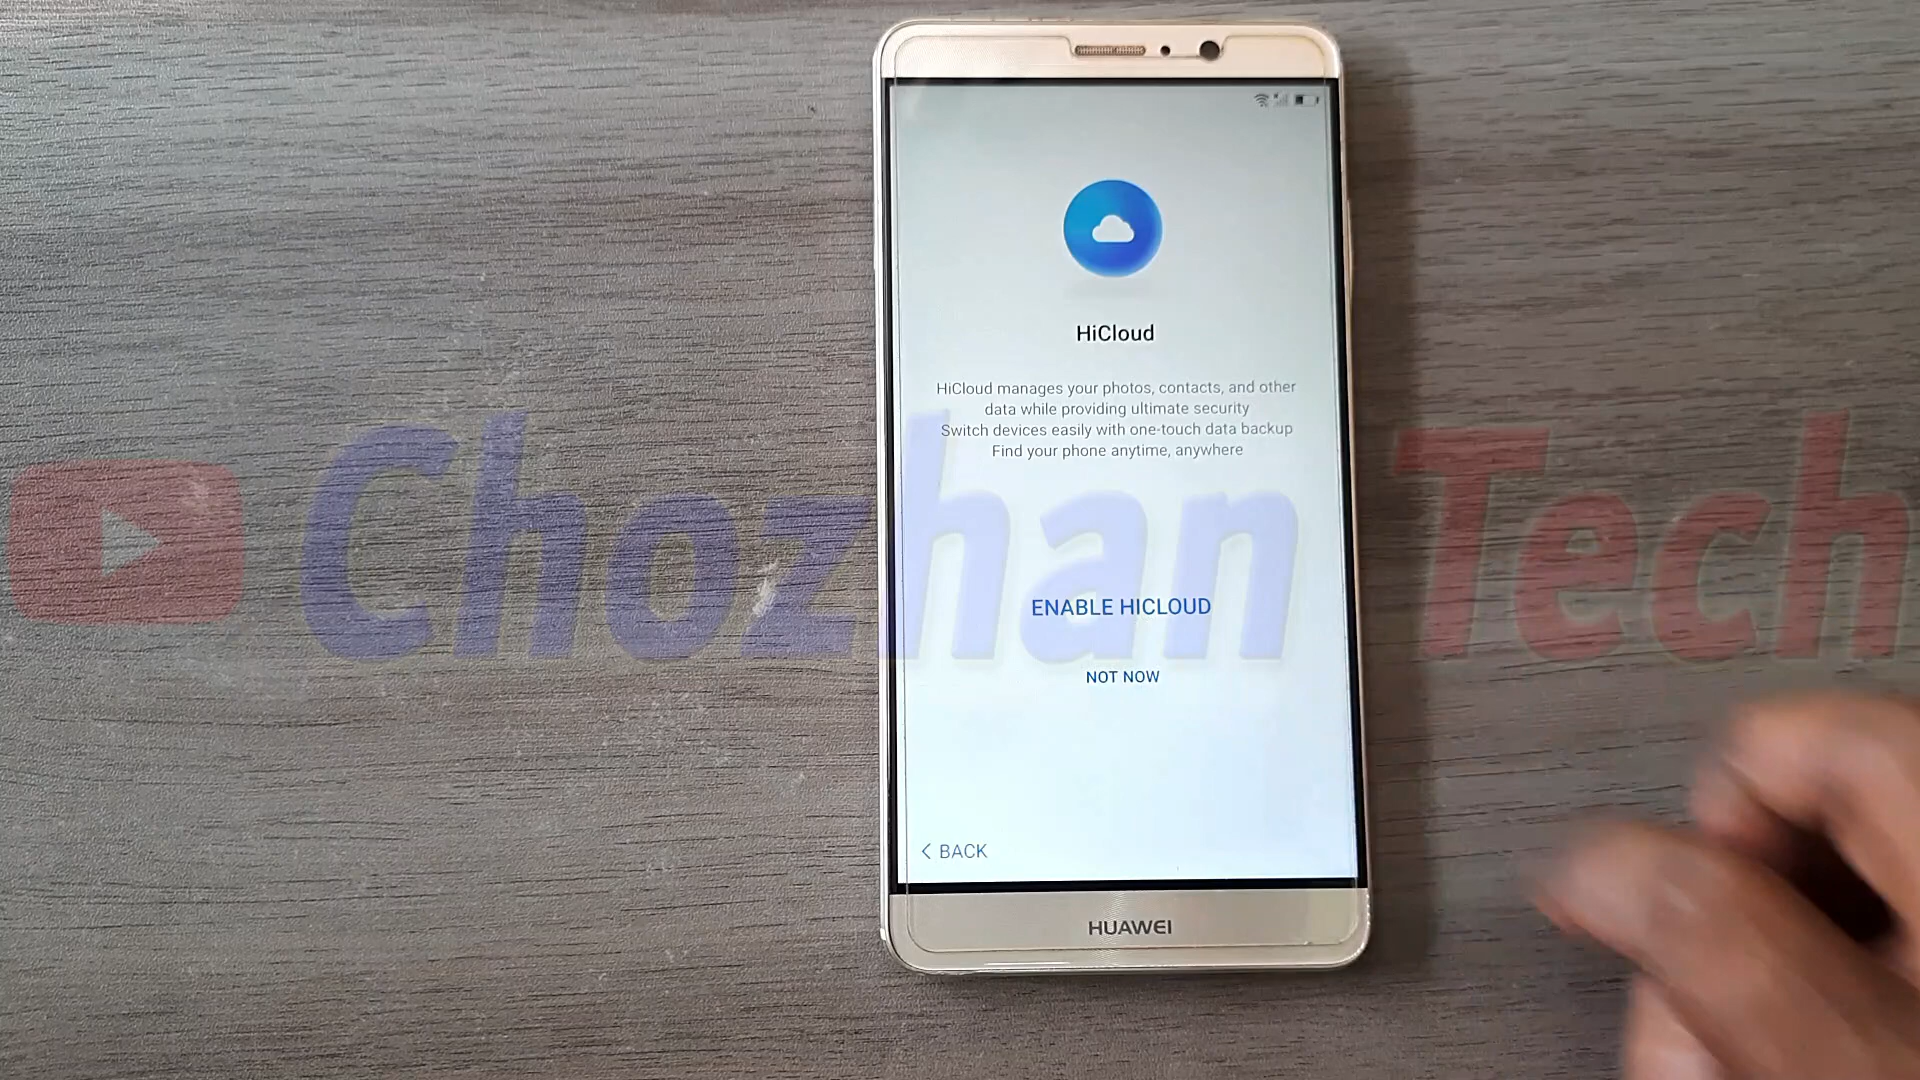 HiCloud
HiCloud manages your photos, contacts, and other
data while providing ultimate security
Switch devices easily with one-touch data backup
Find your phone anytime, anywhere
Chozhan Tech
ENABLE HICLOUD
NOT NOW
BACK
HUAWEI